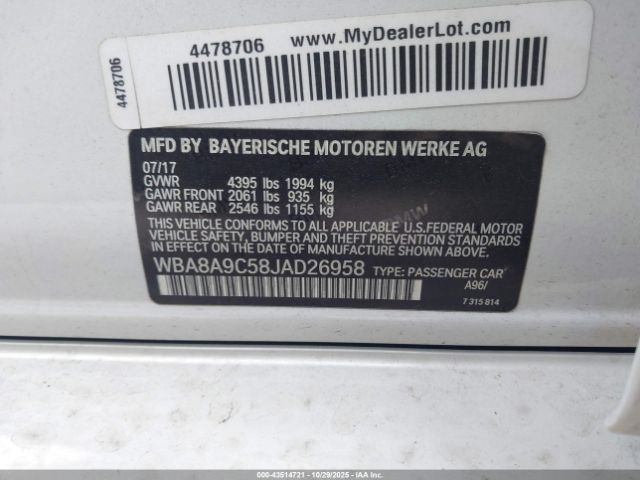 4478706
4478706
www.MyDealerLot.com
MFD BY BAYERISCHE MOTOREN WERKE AG
07/17
GVWR 4395 lbs 1994 kg
GAWR FRONT 2061 lbs 935 kg
GAWR REAR 2546 lbs 1155 kg
THIS VEHICLE CONFORMS TO ALL APPLICABLE U.S.FEDERAL MOTOR
VEHICLE SAFETY, BUMPER, AND THEFT PREVENTION STANDARDS
IN EFFECT ON THE DATE OF MANUFACTURE SHOWN ABOVE.
WBA8A9C58JAD26958 TYPE: PASSENGER CAR
A96/
7 315 814
000-43514721 - 10/29/2025 - IAA Inc.